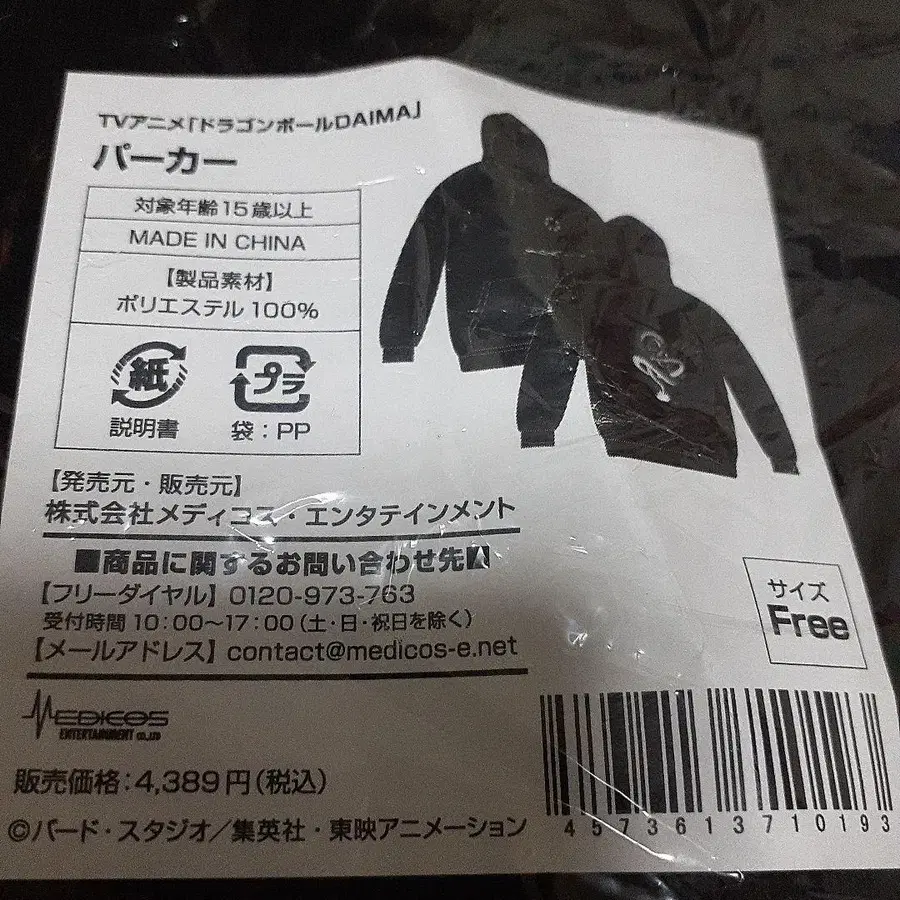 TVアニメ「ドラゴンボールDAIMA」
パーカー
対象年齢15歳以上
MADE IN CHINA
【製品素材】
ポリエステル 100%
紙
説明書
プラ
袋：PP
【発売元・販売元】
株式会社メディコス・エンタテインメント
■商品に関するお問い合わせ先■
【フリーダイヤル】0120-973-763
受付時間 10:00〜17:00（土・日・祝日を除く）
【メールアドレス】contact@medicos-e.net
MEDICOS
ENTERTAINMENT co.,LTD
販売価格：4,389円（税込）
©バード・スタジオ／集英社・東映アニメーション
サイズ
Free
4573613710193